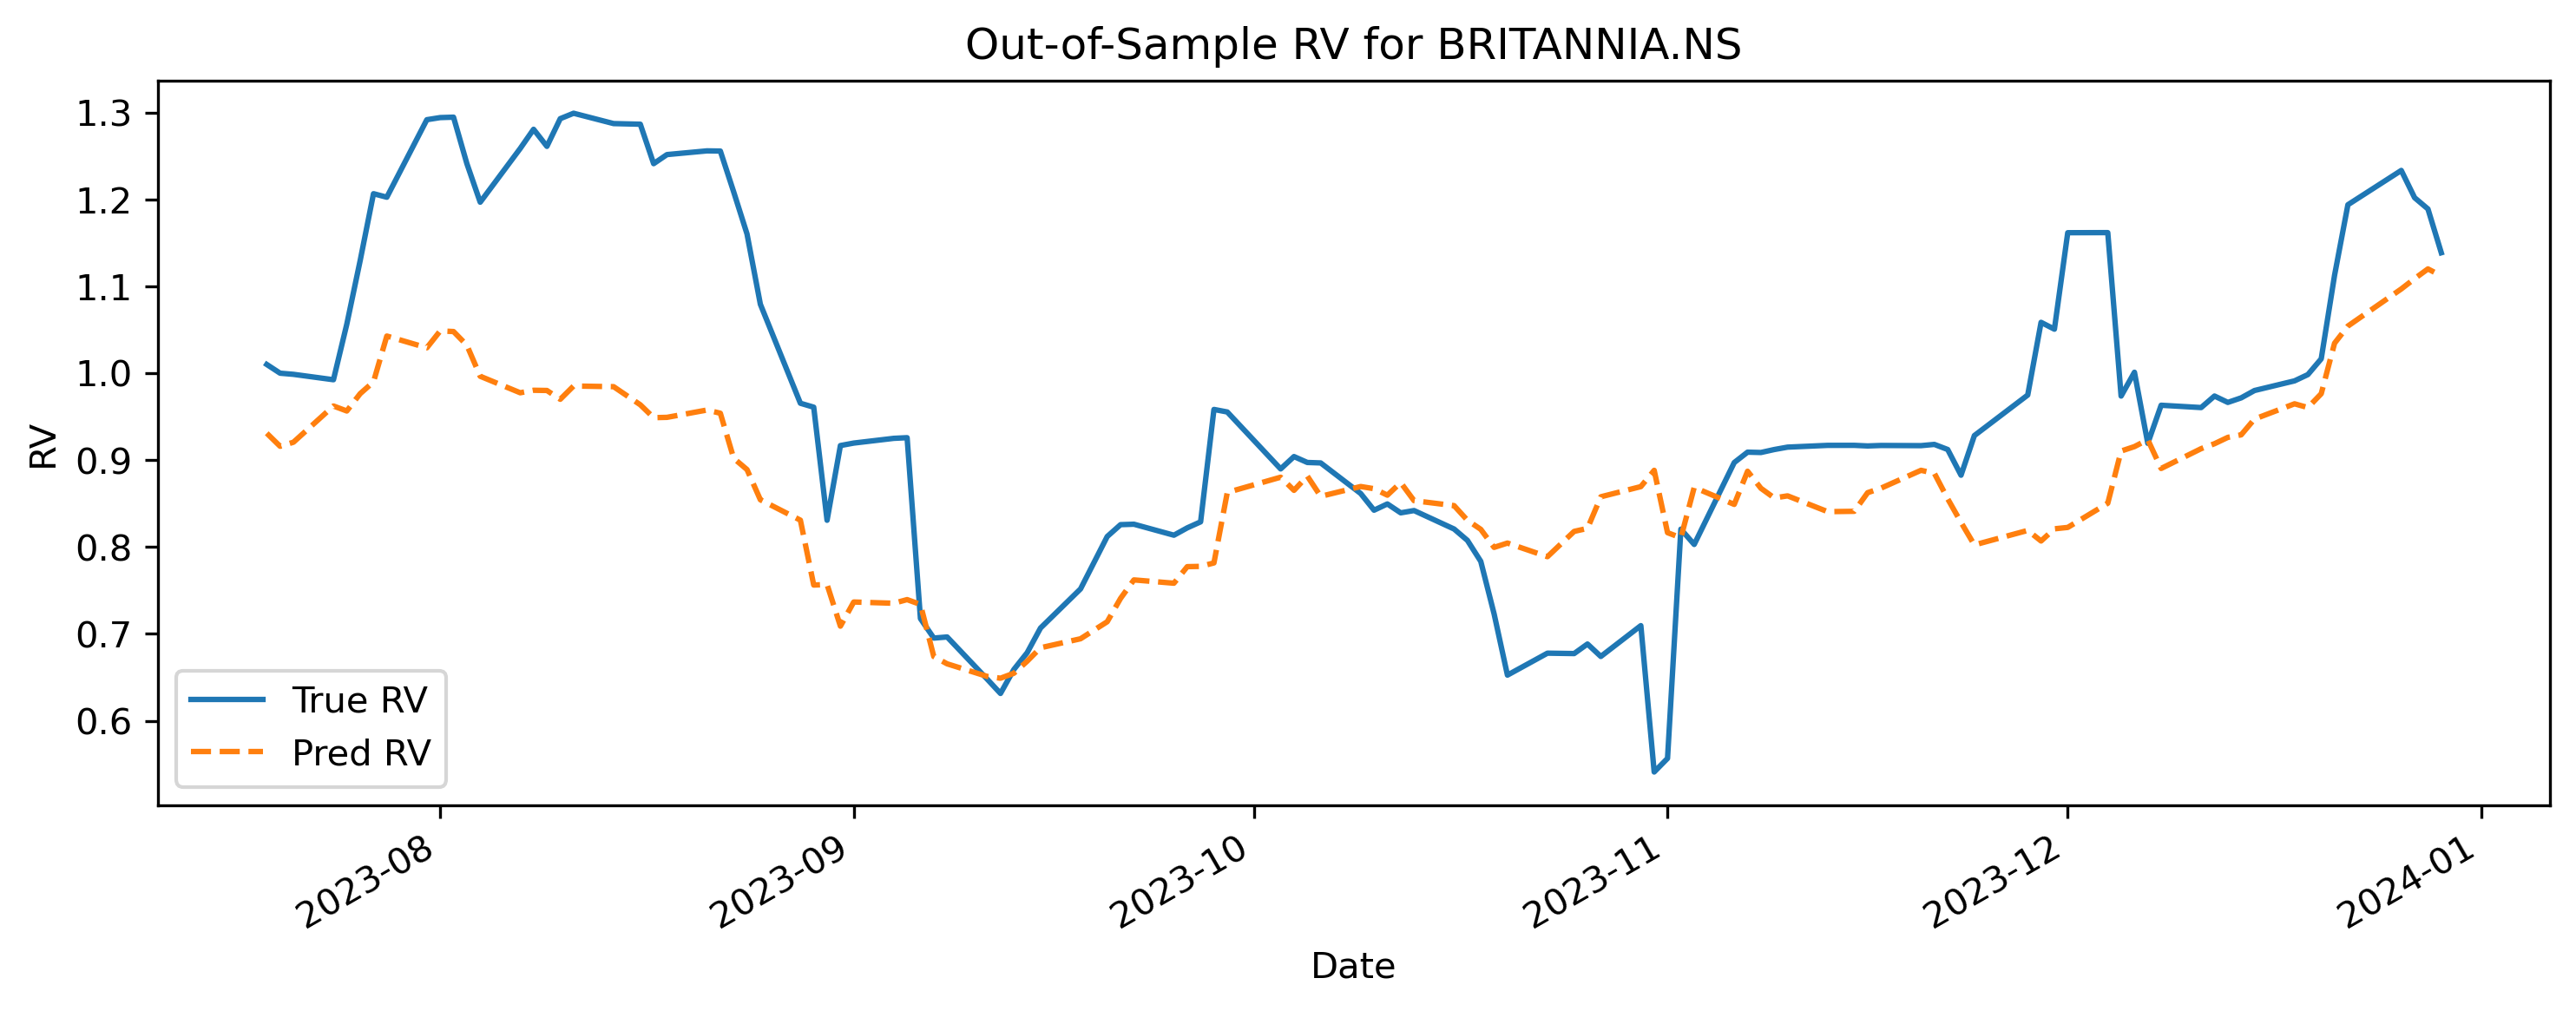 Out-of-Sample RV for BRITANNIA.NS
RV
1.3
1.2
1.1
1.0
0.9
0.8
0.7
0.6
True RV
Pred RV
2023-08
2023-09
2023-10
2023-11
2023-12
2024-01
Date